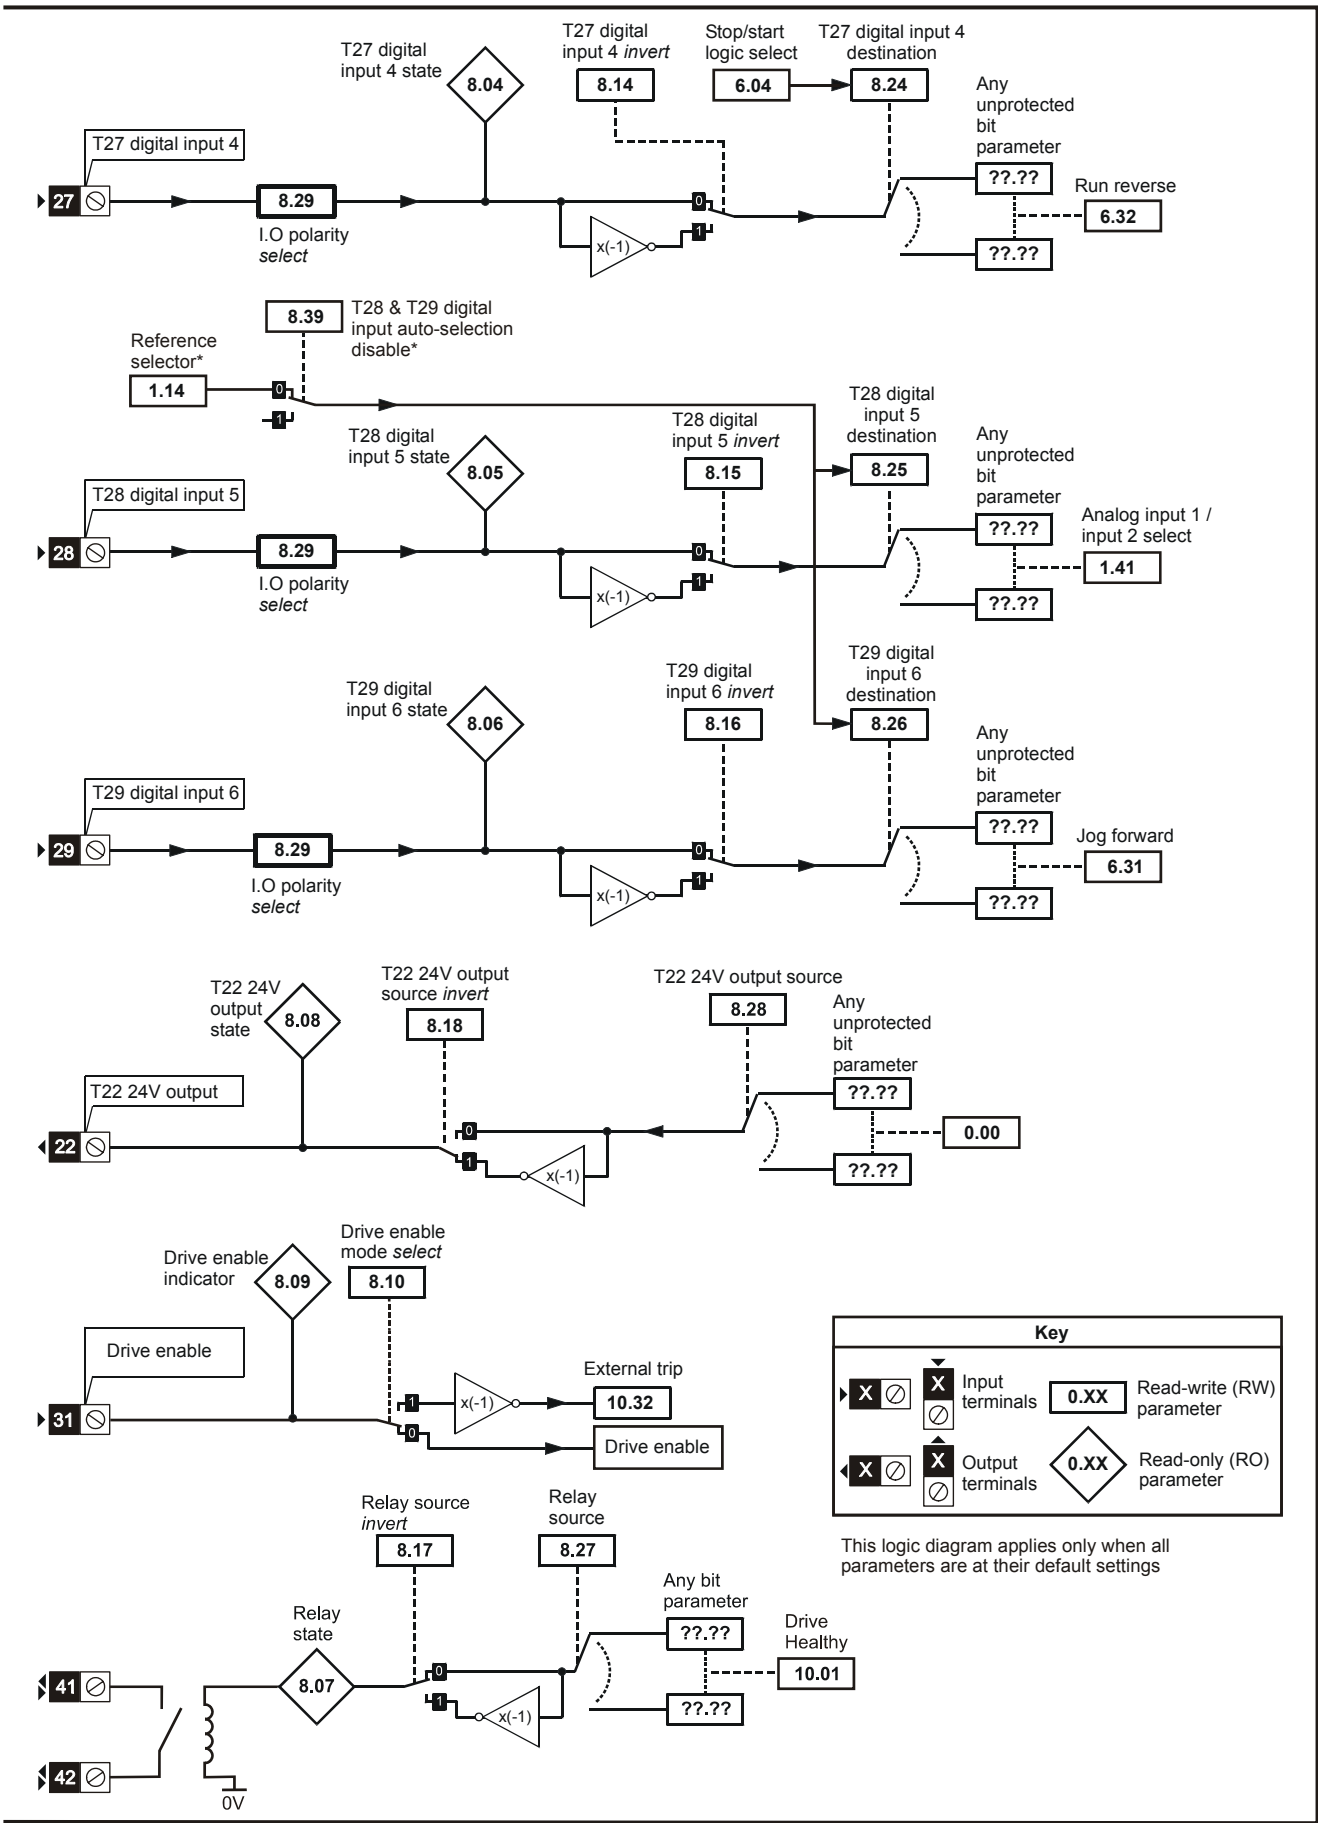 T27 digital
input 4 state
8.04
T27 digital
input 4 invert
8.14
Stop/start
logic select
6.04
T27 digital input 4
destination
8.24
Any
unprotected
bit
parameter
??.??
??.??
Run reverse
6.32
T27 digital input 4
27
8.29
I.O polarity
select
0
1
x(-1)
8.39
T28 & T29 digital
input auto-selection
disable*
Reference
selector*
1.14
0
1
T28 digital
input 5 state
8.05
T28 digital
input 5 invert
8.15
T28 digital
input 5
destination
8.25
Any
unprotected
bit
parameter
??.??
??.??
Analog input 1 /
input 2 select
1.41
T28 digital input 5
28
8.29
I.O polarity
select
0
1
x(-1)
T29 digital
input 6 state
8.06
T29 digital
input 6 invert
8.16
T29 digital
input 6
destination
8.26
Any
unprotected
bit
parameter
??.??
??.??
Jog forward
6.31
T29 digital input 6
29
8.29
I.O polarity
select
0
1
x(-1)
T22 24V
output
state
8.08
T22 24V output
source invert
8.18
T22 24V output source
8.28
Any
unprotected
bit
parameter
??.??
??.??
0.00
T22 24V output
22
0
1
x(-1)
Drive enable
indicator
8.09
Drive enable
mode select
8.10
Drive enable
31
1
0
x(-1)
External trip
10.32
Drive enable
Key
X
X
Input
terminals
0.XX
Read-write (RW)
parameter
X
X
Output
terminals
0.XX
Read-only (RO)
parameter
This logic diagram applies only when all
parameters are at their default settings
Relay source
invert
8.17
Relay
source
8.27
Any bit
parameter
??.??
??.??
Drive
Healthy
10.01
Relay
state
8.07
0
1
x(-1)
41
42
0V